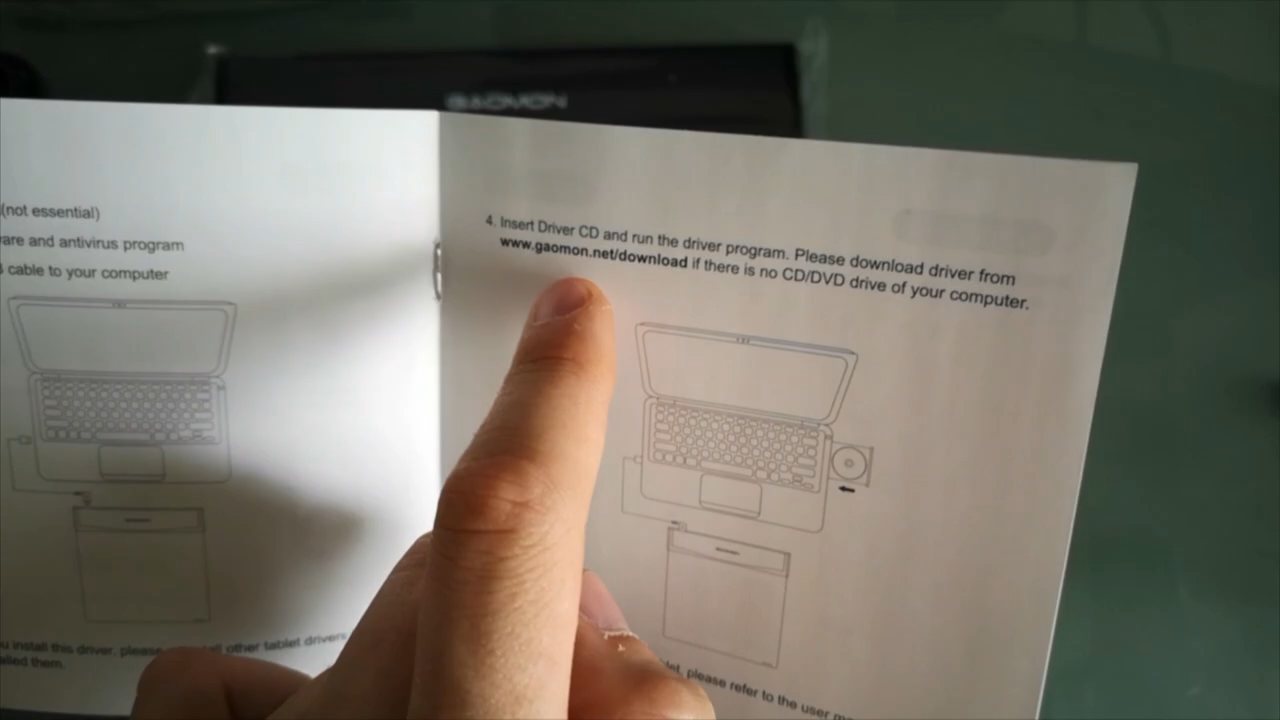 GAOMON
(not essential)
are and antivirus program
cable to your computer
u install this driver, please other tablet drivers
alled them.
4. Insert Driver CD and run the driver program. Please download driver from
www.gaomon.net/download if there is no CD/DVD drive of your computer.
please refer to the user